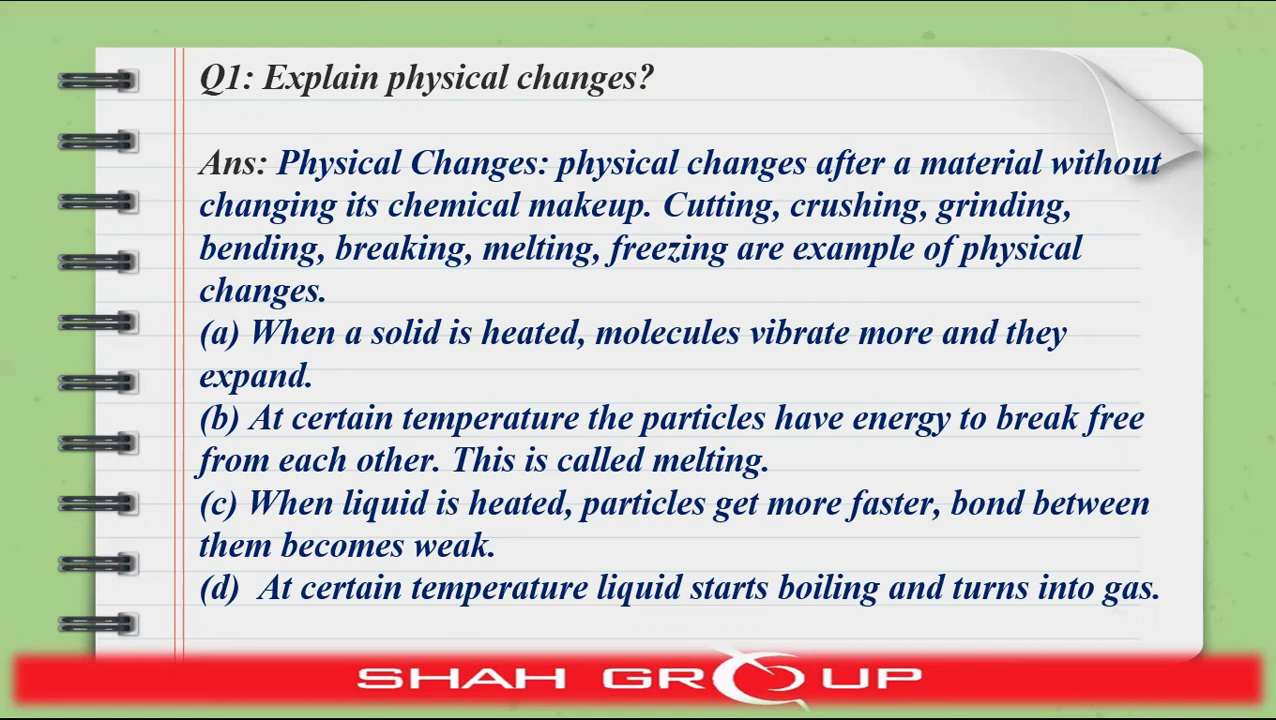 Q1: Explain physical changes?
Ans: Physical Changes: physical changes after a material without
changing its chemical makeup. Cutting, crushing, grinding,
bending, breaking, melting, freezing are example of physical
changes.
(a) When a solid is heated, molecules vibrate more and they
expand.
(b) At certain temperature the particles have energy to break free
from each other. This is called melting.
(c) When liquid is heated, particles get more faster, bond between
them becomes weak.
(d) At certain temperature liquid starts boiling and turns into gas.
SHAH GROUP